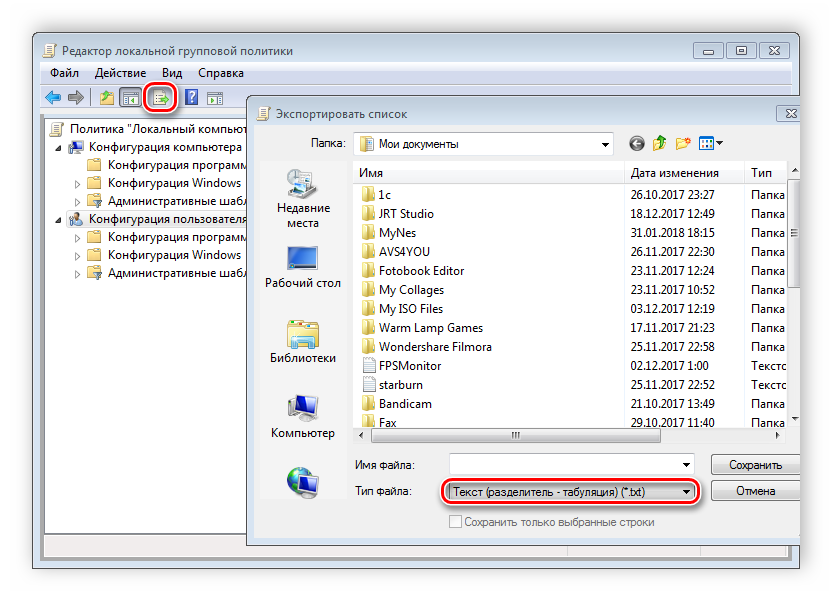 Редактор локальной групповой политики
Файл Действие Вид Справка
Политика "Локальный компьют
Конфигурация компьютера
Конфигурация программ
Конфигурация Windows
Административные шаб
Конфигурация пользователя
Конфигурация программ
Конфигурация Windows
Административные шаб
Экспортировать список
Папка: Мои документы
Недавние
места
Рабочий стол
Библиотеки
Компьютер
Имя Дата изменения Тип
1c 26.10.2017 23:27 Папка
JRT Studio 18.12.2017 12:49 Папка
MyNes 31.01.2018 18:15 Папка
AVS4YOU 26.11.2017 22:30 Папка
Fotobook Editor 23.11.2017 12:24 Папка
My Collages 23.11.2017 10:52 Папка
My ISO Files 03.12.2017 12:19 Папка
Warm Lamp Games 17.11.2017 21:23 Папка
Wondershare Filmora 25.11.2017 22:58 Папка
FPSMonitor 02.12.2017 1:00 Тексто
starburn 25.11.2017 22:52 Тексто
Bandicam 21.10.2017 13:49 Папка
Fax 29.10.2017 11:40 Папка
Имя файла: Сохранить
Тип файла: Текст (разделитель - табуляция) (*.txt) Отмена
Сохранить только выбранные строки